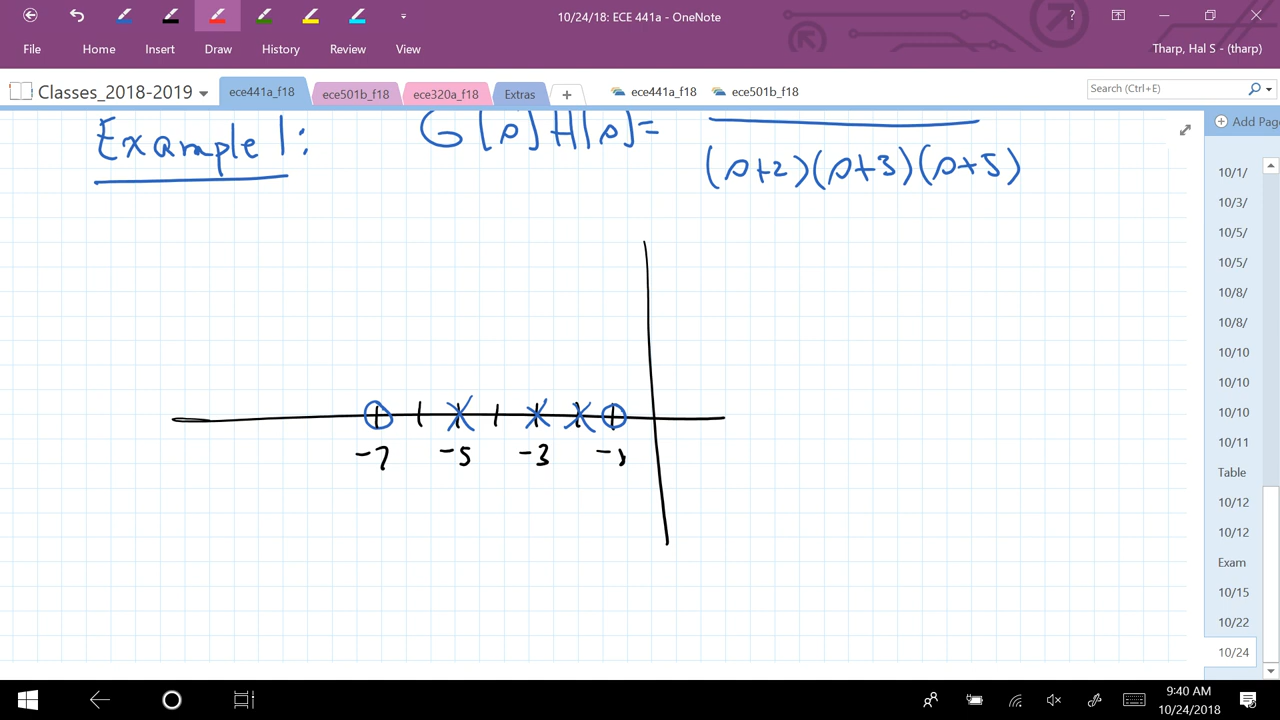 10/24/18: ECE 441a - OneNote
File Home Insert Draw History Review View
Tharp, Hal S - (tharp)
Classes_2018-2019 ece441a_f18 ece501b_f18 ece320a_f18 Extras + ece441a_f18 ece501b_f18
Search (Ctrl+E)
Add Page
Example 1: G(s)H(s)=
(s+2)(s+3)(s+5)
-7 -5 -3 -1
10/1/
10/3/
10/5/
10/5/
10/8/
10/8/
10/10
10/10
10/10
10/11
Table
10/12
10/12
Exam
10/15
10/22
10/24
9:40 AM
10/24/2018